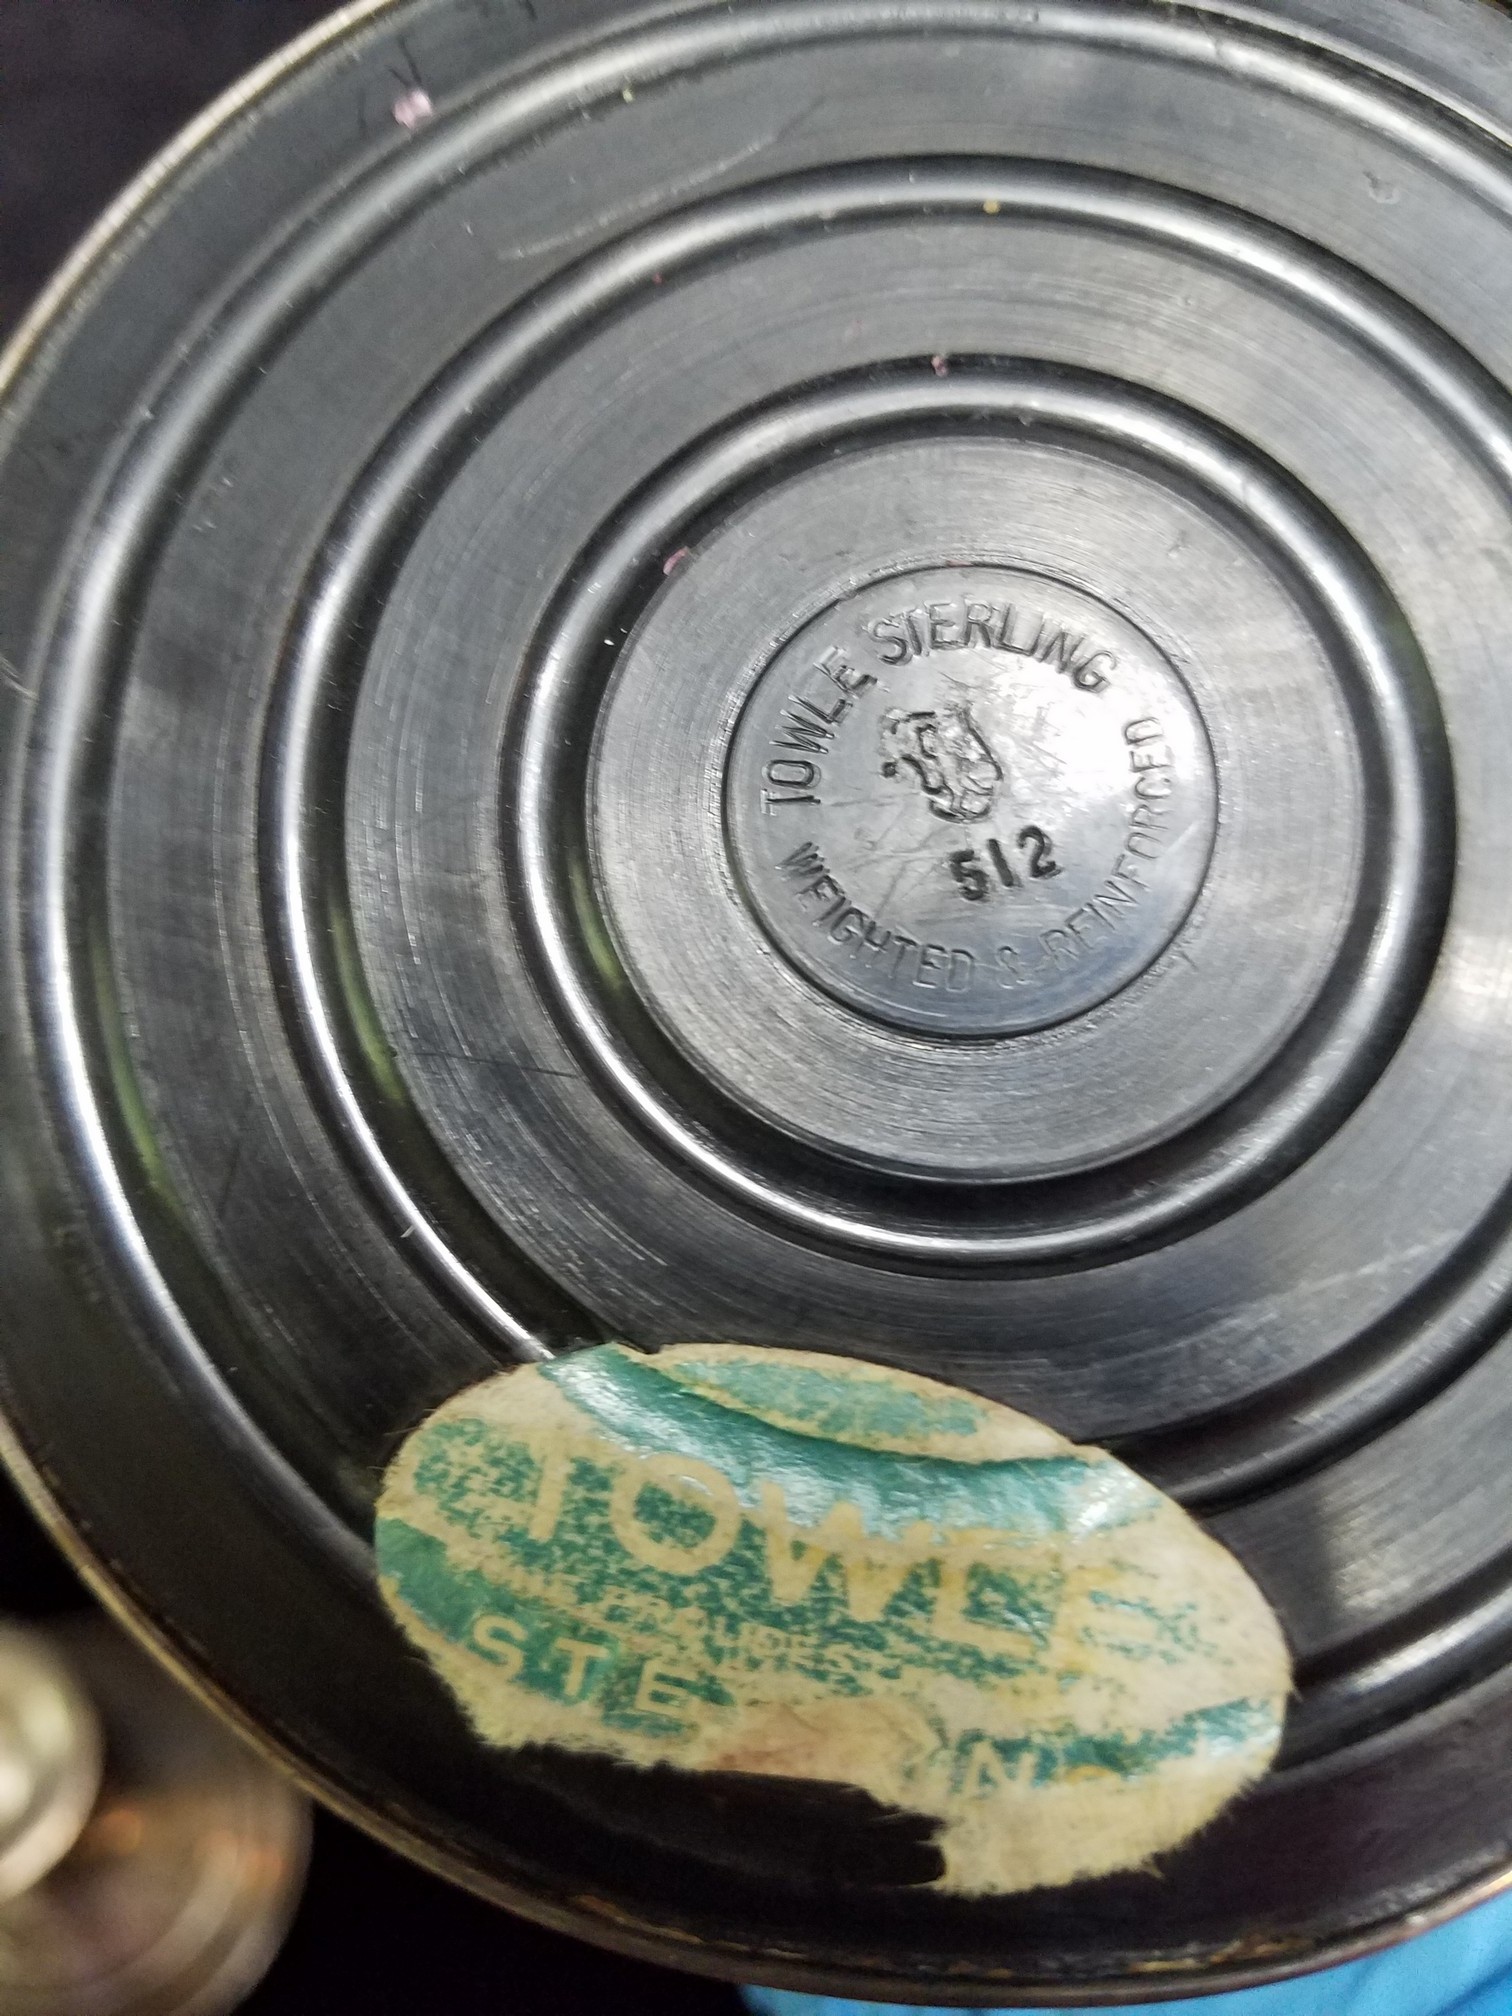 TOWLE STERLING
512
WEIGHTED & REINFORCED
TOWLE
STE